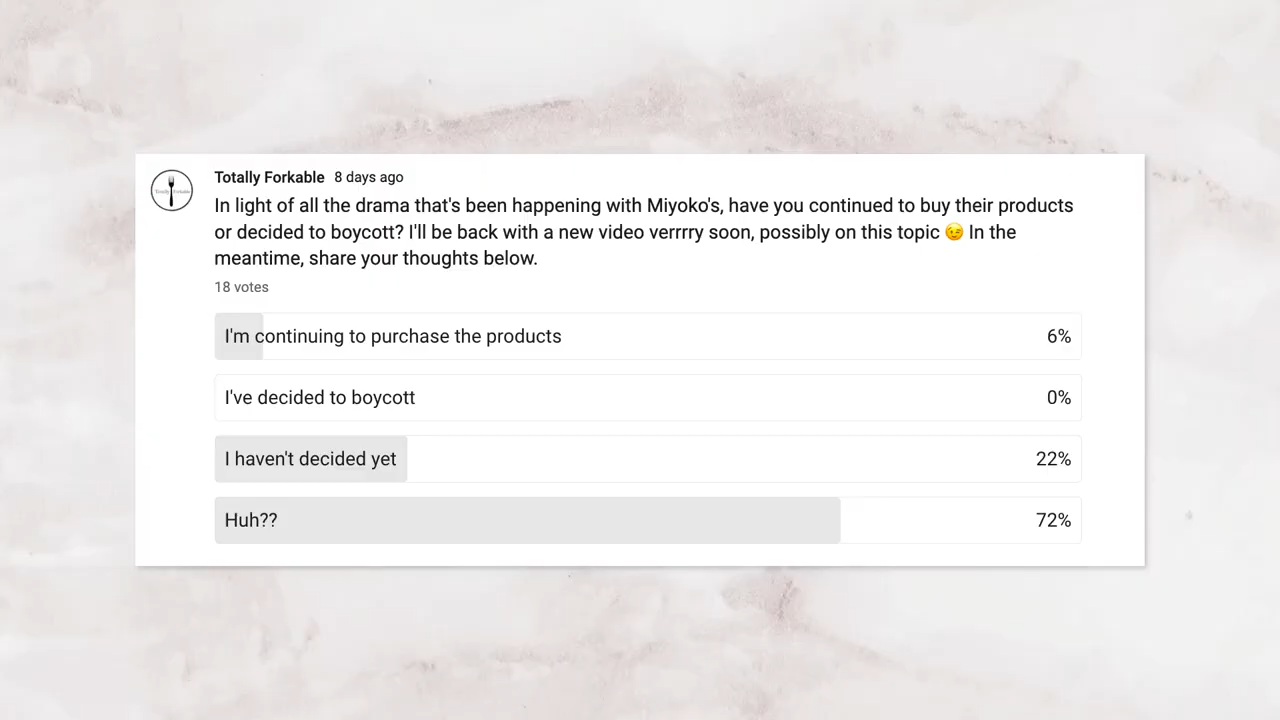 Totally Forkable 8 days ago
In light of all the drama that's been happening with Miyoko's, have you continued to buy their products
or decided to boycott? I'll be back with a new video verrrry soon, possibly on this topic 😉 In the
meantime, share your thoughts below.
18 votes
I'm continuing to purchase the products 6%
I've decided to boycott 0%
I haven't decided yet 22%
Huh?? 72%